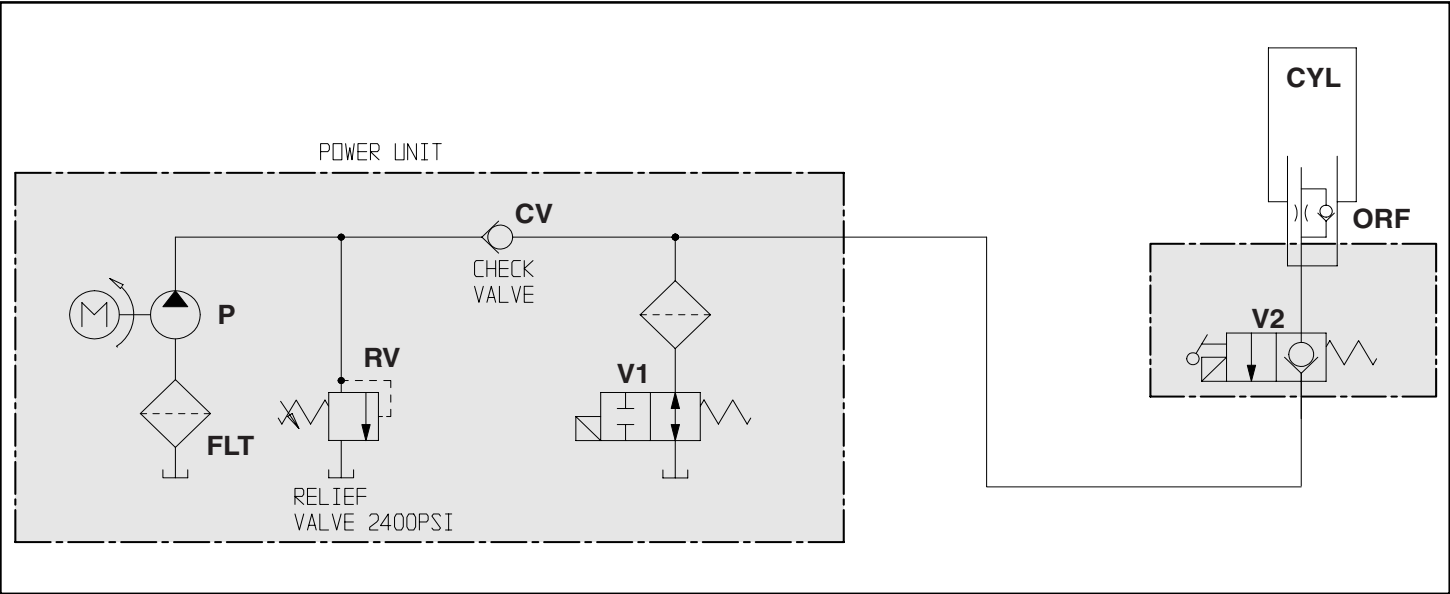 POWER UNIT
CYL
CV
ORF
CHECK
VALVE
M
P
V2
RV
V1
FLT
RELIEF
VALVE 2400PSI